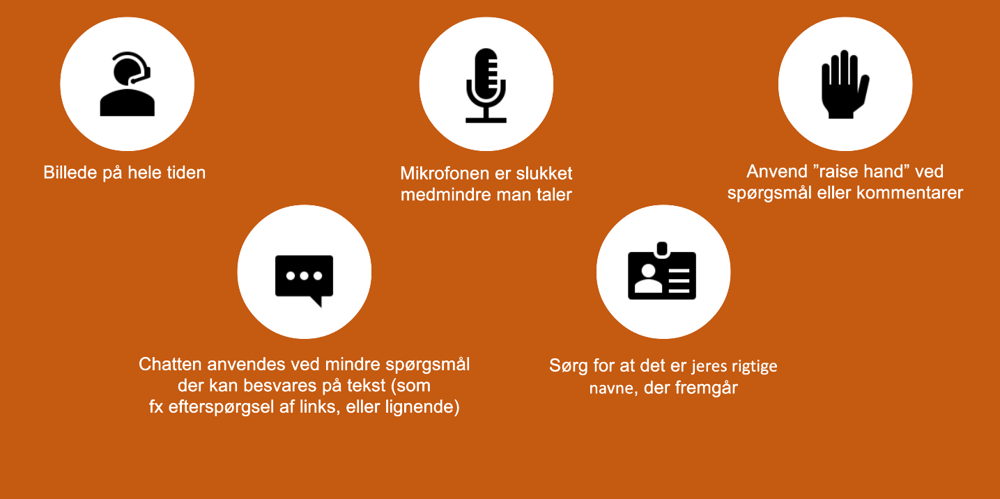 Billede på hele tiden
Mikrofonen er slukket
medmindre man taler
Anvend ”raise hand” ved
spørgsmål eller kommentarer
Chatten anvendes ved mindre spørgsmål
der kan besvares på tekst (som
fx efterspørgsel af links, eller lignende)
Sørg for at det er jeres rigtige
navne, der fremgår